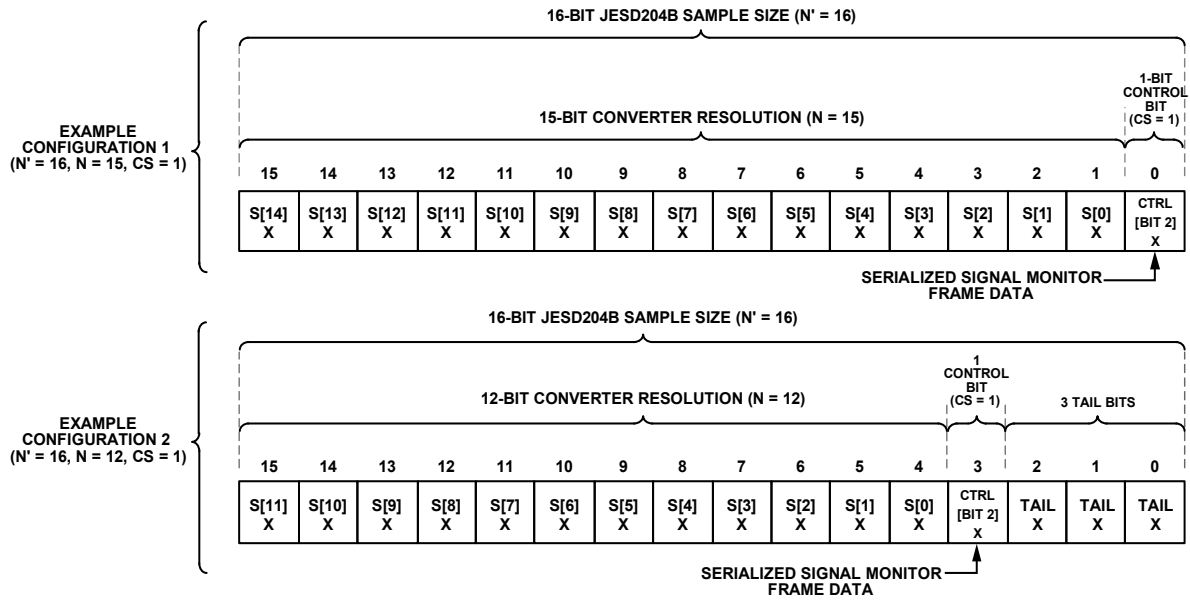 16-BIT JESD204B SAMPLE SIZE (N' = 16)
1-BIT
CONTROL
BIT
(CS = 1)
15-BIT CONVERTER RESOLUTION (N = 15)
EXAMPLE
CONFIGURATION 1
(N' = 16, N = 15, CS = 1)
15 14 13 12 11 10 9 8 7 6 5 4 3 2 1 0
S[14] S[13] S[12] S[11] S[10] S[9] S[8] S[7] S[6] S[5] S[4] S[3] S[2] S[1] S[0] CTRL
[BIT 2]
X X X X X X X X X X X X X X X X
SERIALIZED SIGNAL MONITOR
FRAME DATA
16-BIT JESD204B SAMPLE SIZE (N' = 16)
1
CONTROL
BIT
(CS = 1)
12-BIT CONVERTER RESOLUTION (N = 12)
3 TAIL BITS
EXAMPLE
CONFIGURATION 2
(N' = 16, N = 12, CS = 1)
15 14 13 12 11 10 9 8 7 6 5 4 3 2 1 0
S[11] S[10] S[9] S[8] S[7] S[6] S[5] S[4] S[3] S[2] S[1] S[0] CTRL TAIL TAIL TAIL
[BIT 2]
X X X X X X X X X X X X X X X X
SERIALIZED SIGNAL MONITOR
FRAME DATA